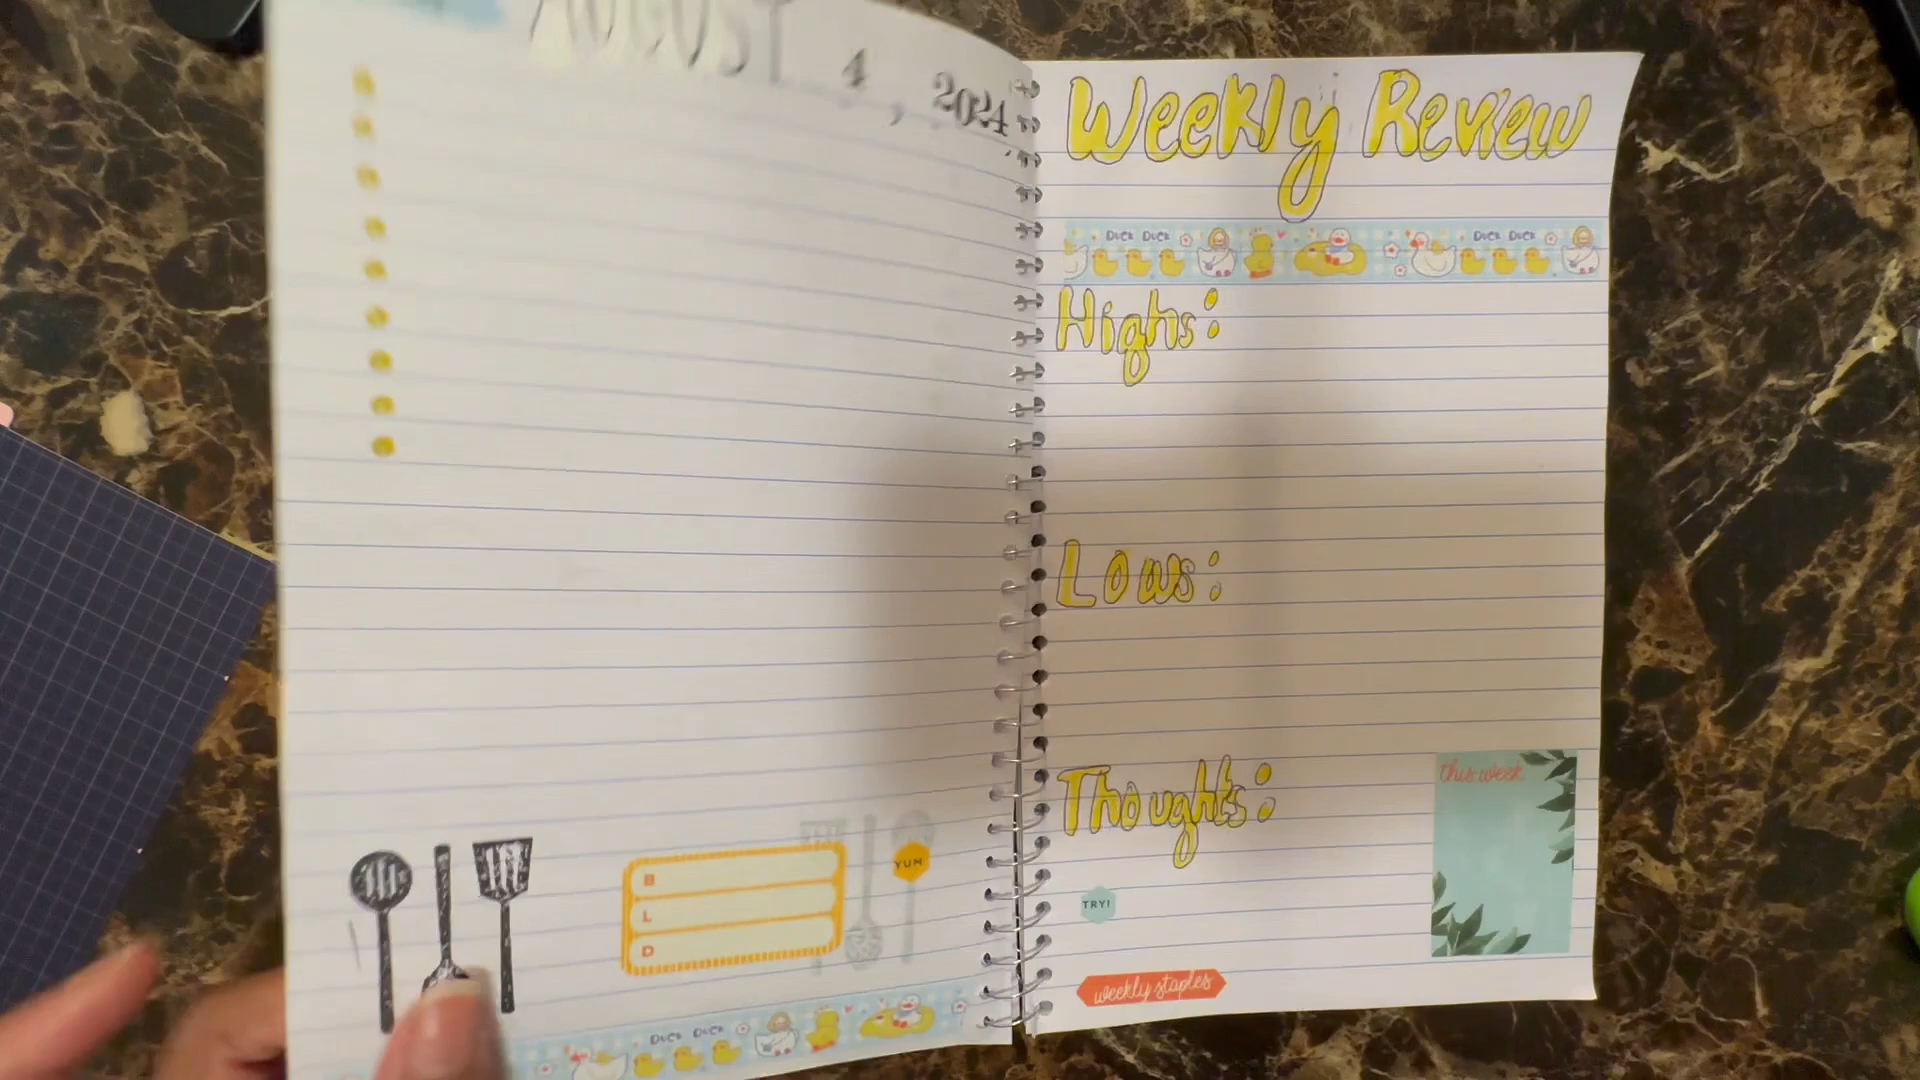 AUGUST 4, 2024
B
L
D
YUM
DUCK DUCK
Weekly Review
DUCK DUCK DUCK DUCK
Highs:
Lows:
Thoughts:
this week
TRY!
weekly staples